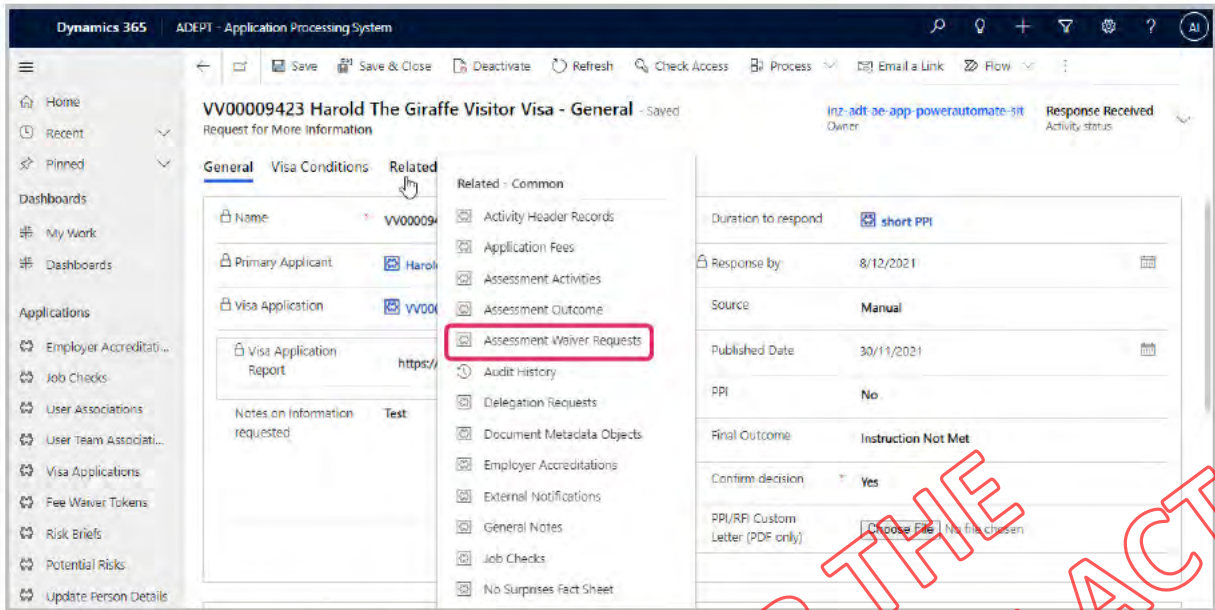 Dynamics 365 ADEPT - Application Processing System ? AI
Save Save & Close Deactivate Refresh Check Access Process Email a Link Flow
Home
Recent
Pinned
Dashboards
My Work
Dashboards
Applications
Employer Accreditati...
Job Checks
User Associations
User Team Associati...
Visa Applications
Fee Waiver Tokens
Risk Briefs
Potential Risks
Update Person Details
VV00009423 Harold The Giraffe Visitor Visa - General - Saved
Request for More Information
inz-adt-ae-app-powerautomate-sit
Owner
Response Received
Activity status
General Visa Conditions Related
Name * VV000094
Primary Applicant Harol
Visa Application VV000
Visa Application
Report
https://
Notes on Information
requested
Test
Related - Common
Activity Header Records
Application Fees
Assessment Activities
Assessment Outcome
Assessment Waiver Requests
Audit History
Delegation Requests
Document Metadata Objects
Employer Accreditations
External Notifications
General Notes
Job Checks
No Surprises Fact Sheet
Duration to respond short PPI
Response by 8/12/2021
Source Manual
Published Date 30/11/2021
PPI No
Final Outcome Instruction Not Met
Confirm decision * Yes
PPI/RFI Custom
Letter (PDF only)
Choose File No file chosen
THE
ACT